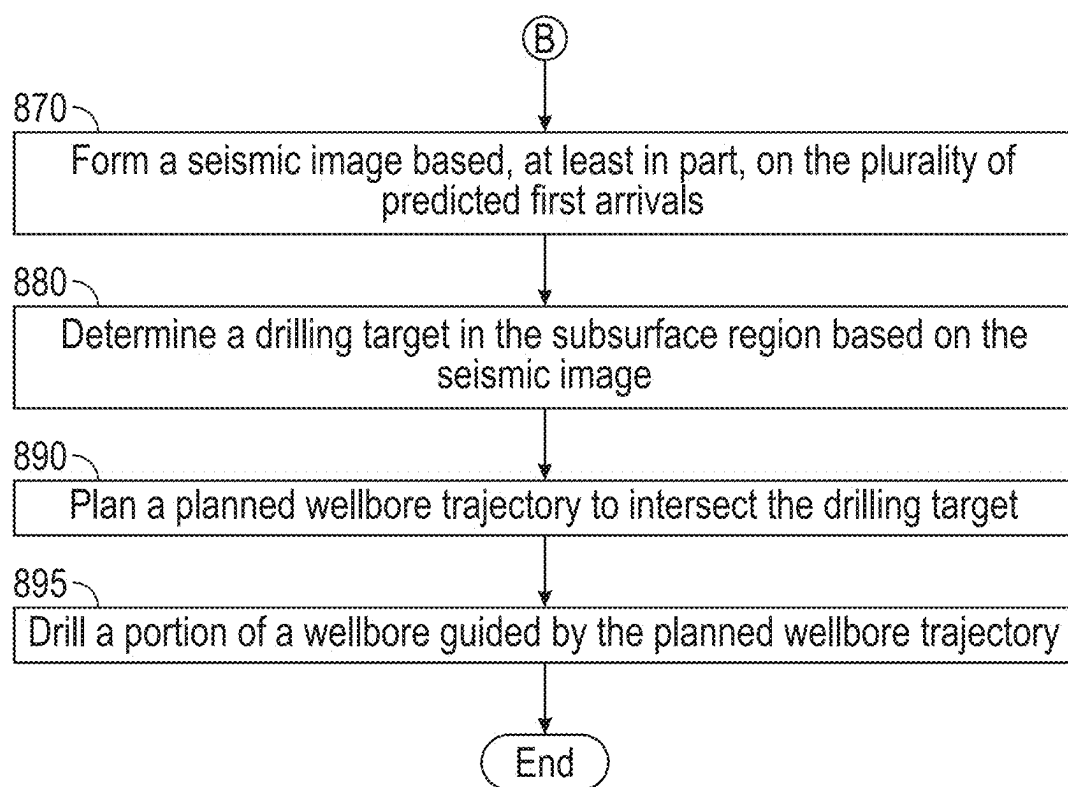 B
870
Form a seismic image based, at least in part, on the plurality of
predicted first arrivals
880
Determine a drilling target in the subsurface region based on the
seismic image
890
Plan a planned wellbore trajectory to intersect the drilling target
895
Drill a portion of a wellbore guided by the planned wellbore trajectory
End